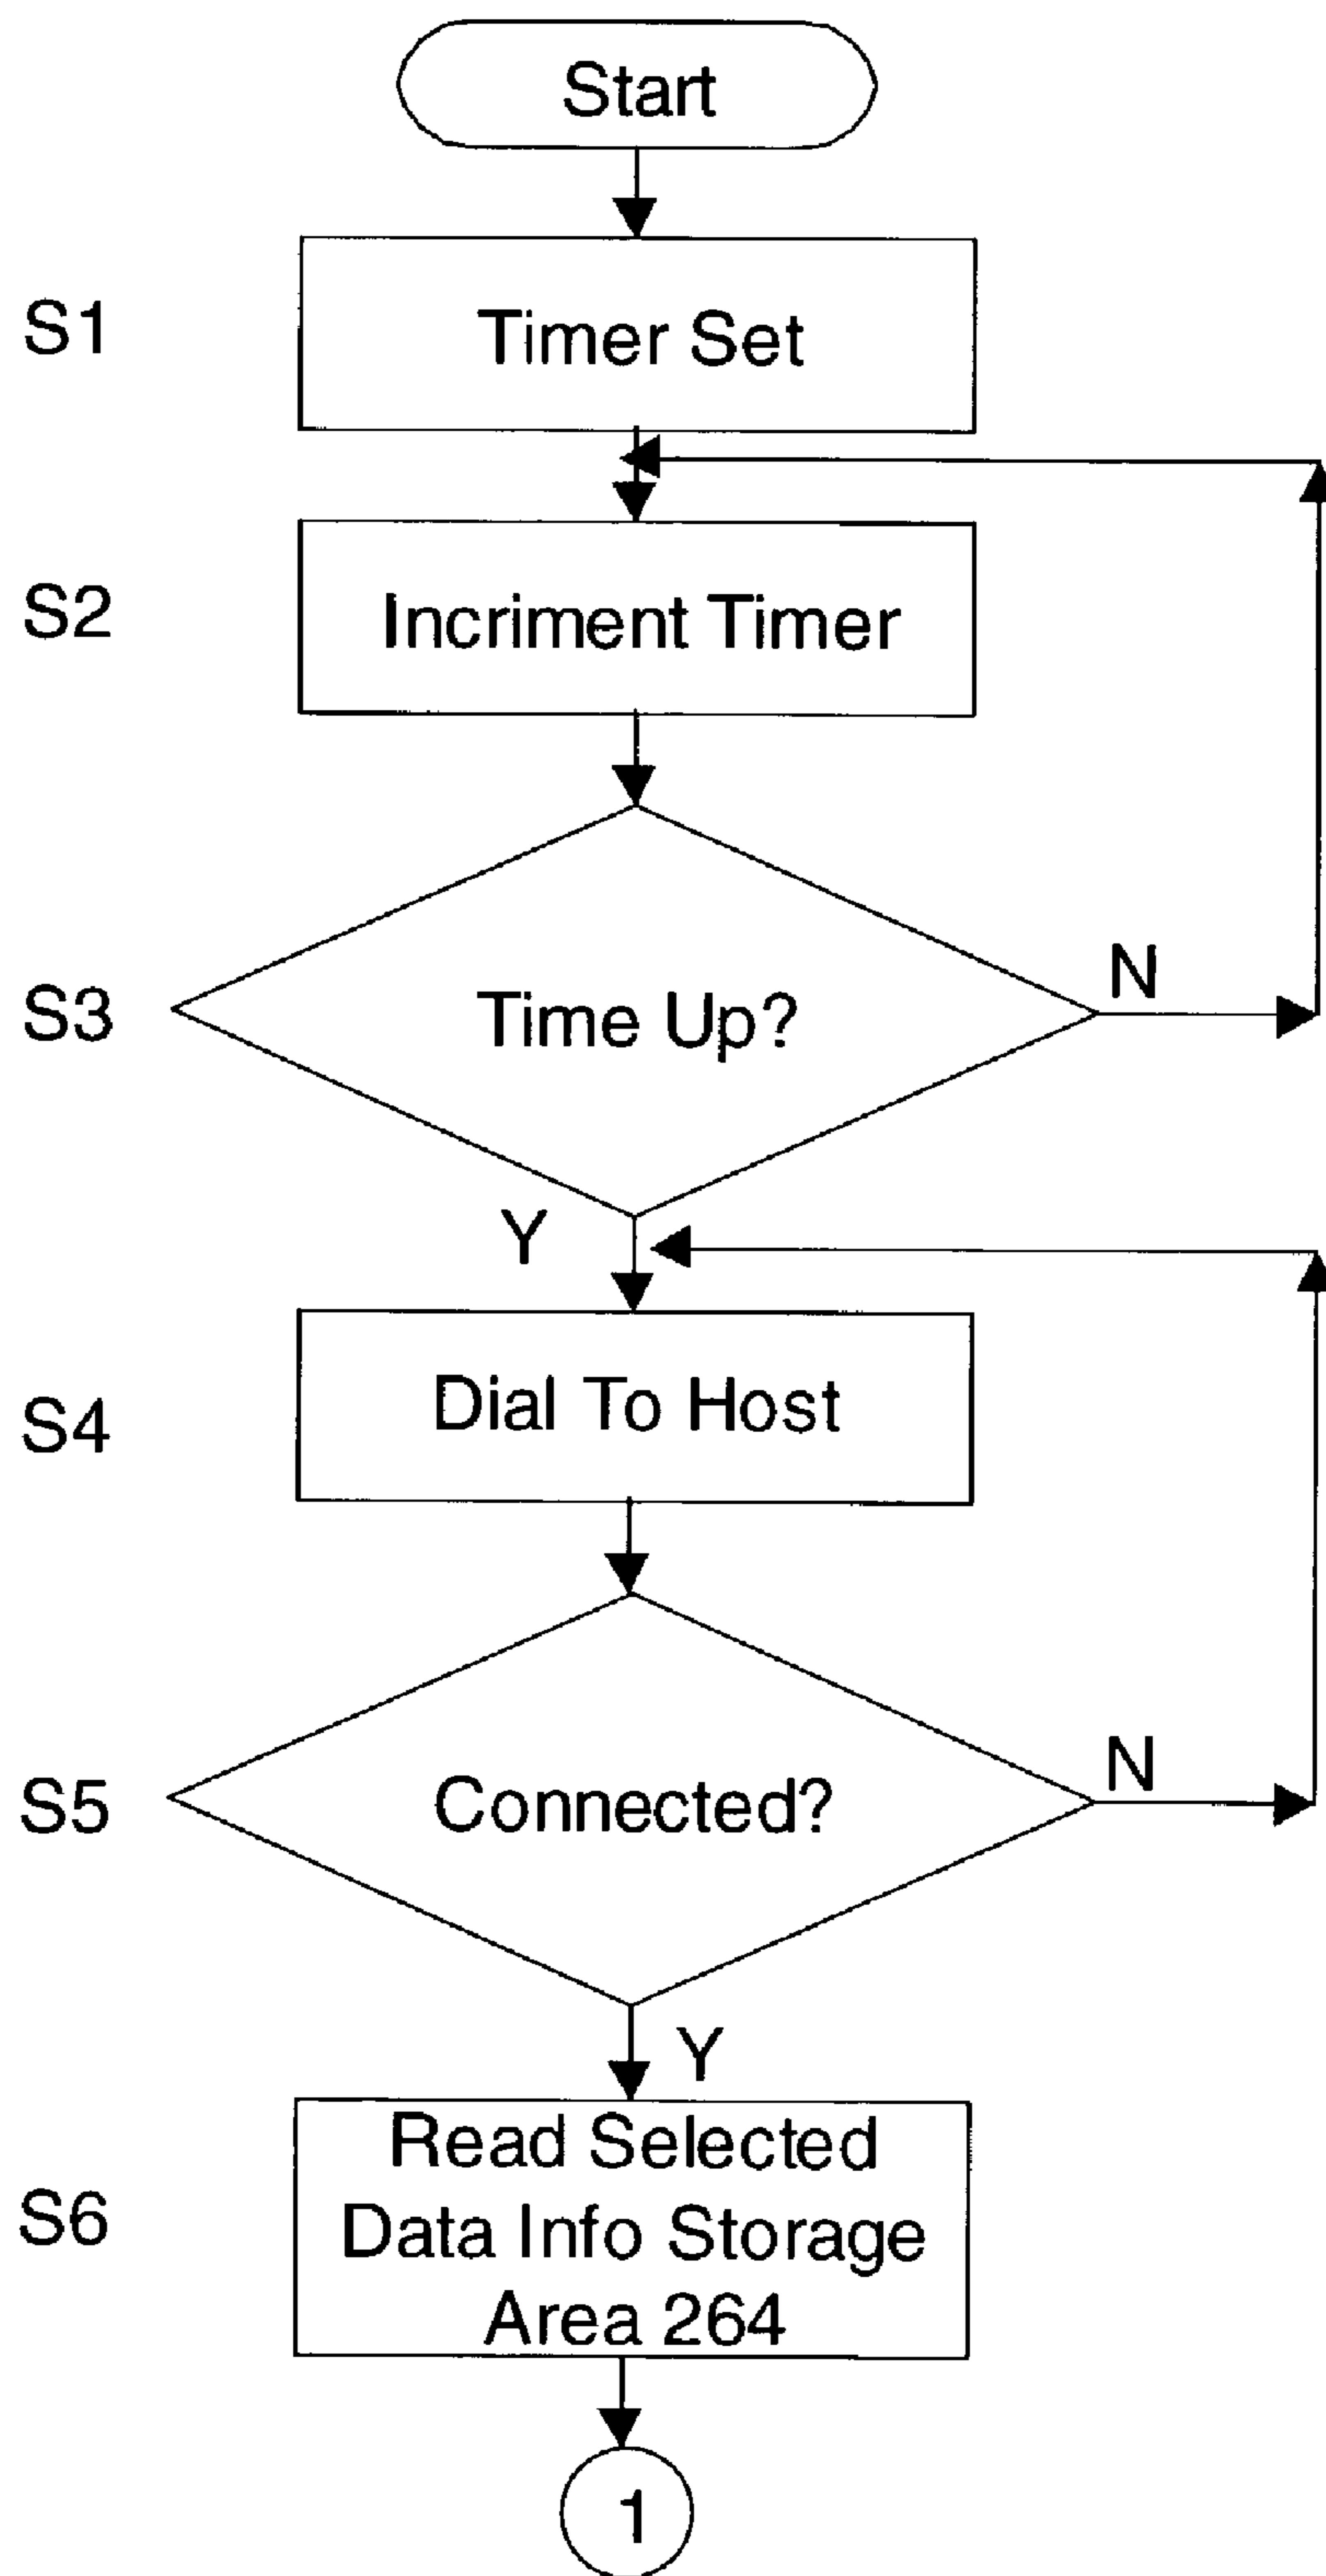 Start
S1
Timer Set
S2
Incriment Timer
S3
Time Up?
N
Y
S4
Dial To Host
S5
Connected?
N
Y
S6
Read Selected
Data Info Storage
Area 264
1